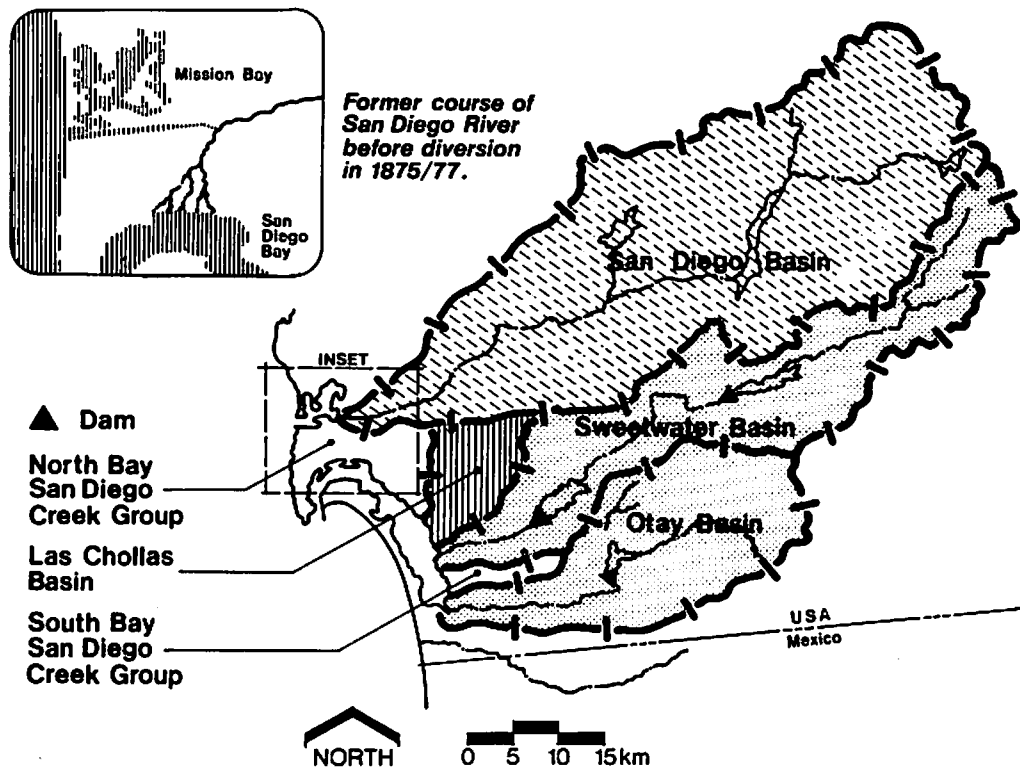 Mission Bay
San
Diego
Bay
Former course of
San Diego River
before diversion
in 1875/77.
San Diego Basin
INSET
Dam
Sweetwater Basin
North Bay
San Diego
Creek Group
Otay Basin
Las Chollas
Basin
South Bay
San Diego
Creek Group
USA
Mexico
NORTH
0 5 10 15km